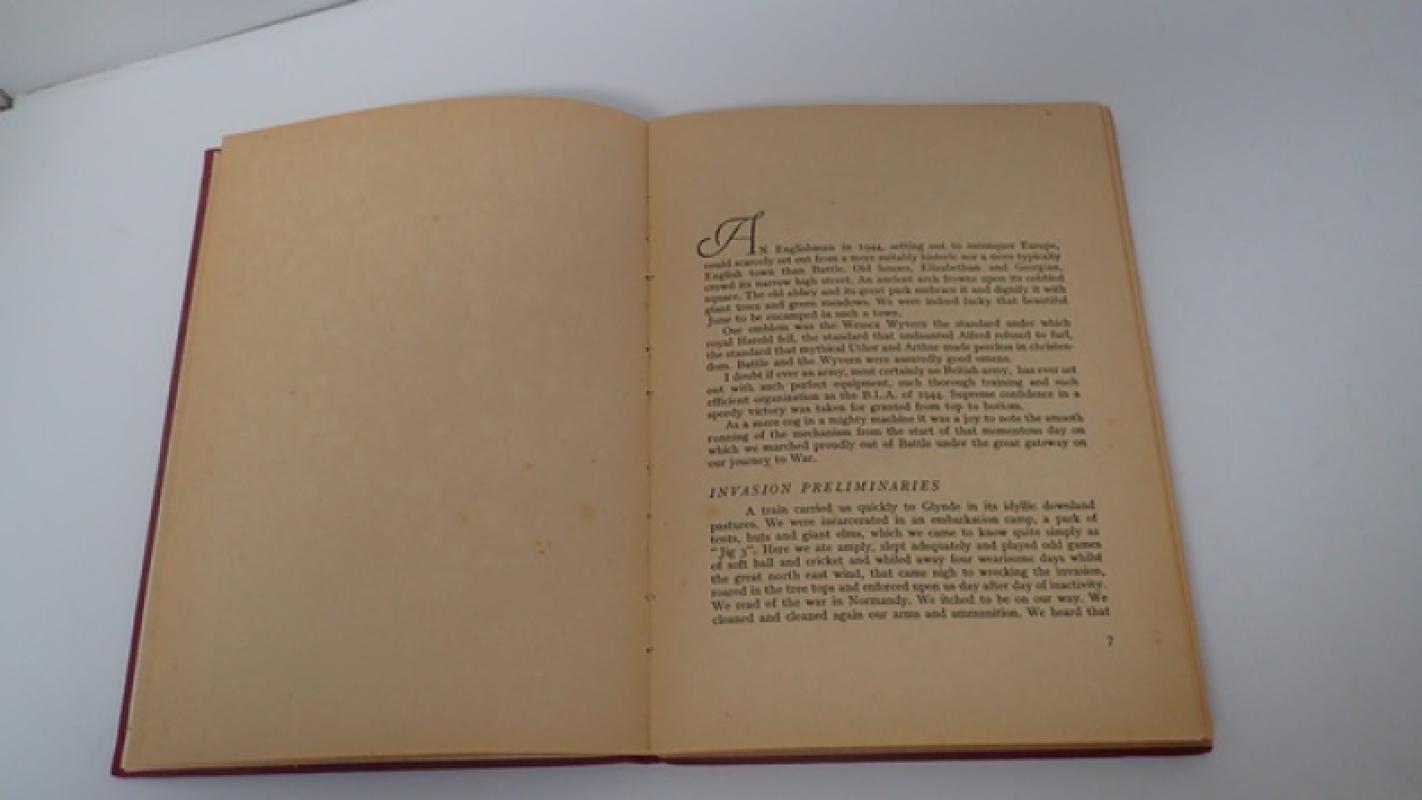 AN Englishman in 1944, setting out to reconquer Europe,
could scarcely set out from a more suitably historic nor a more typically
English town than Battle. Old houses, Elizabethan and Georgian,
crowd its narrow high street. An ancient arch frowns upon its cobbled
square. The old abbey and its great park embrace it and dignify it with
giant trees and green meadows. We were indeed lucky that beautiful
June to be encamped in such a town.
Our emblem was the Wessex Wyvern the standard under which
royal Harold fell, the standard that undaunted Alfred refused to furl,
the standard that mythical Uther and Arthur made peerless in christen-
dom. Battle and the Wyvern were assuredly good omens.
I doubt if ever an army, most certainly no British army, has ever set
out with such perfect equipment, such thorough training and such
efficient organization as the B.L.A. of 1944. Supreme confidence in a
speedy victory was taken for granted from top to bottom.
As a mere cog in a mighty machine it was a joy to note the smooth
running of the mechanism from the start of that momentous day on
which we marched proudly out of Battle under the great gateway on
our journey to War.
INVASION PRELIMINARIES
A train carried us quickly to Glynde in its idyllic downland
pastures. We were incarcerated in an embarkation camp, a park of
tents, huts and giant elms, which we came to know quite simply as
"Jig 3". Here we ate amply, slept adequately and played odd games
of soft ball and cricket and whiled away four wearisome days whilst
the great north east wind, that came nigh to wrecking the invasion,
roared in the tree tops and enforced upon us day after day of inactivity.
We read of the war in Normandy. We itched to be on our way. We
cleaned and cleaned again our arms and ammunition. We heard that
7